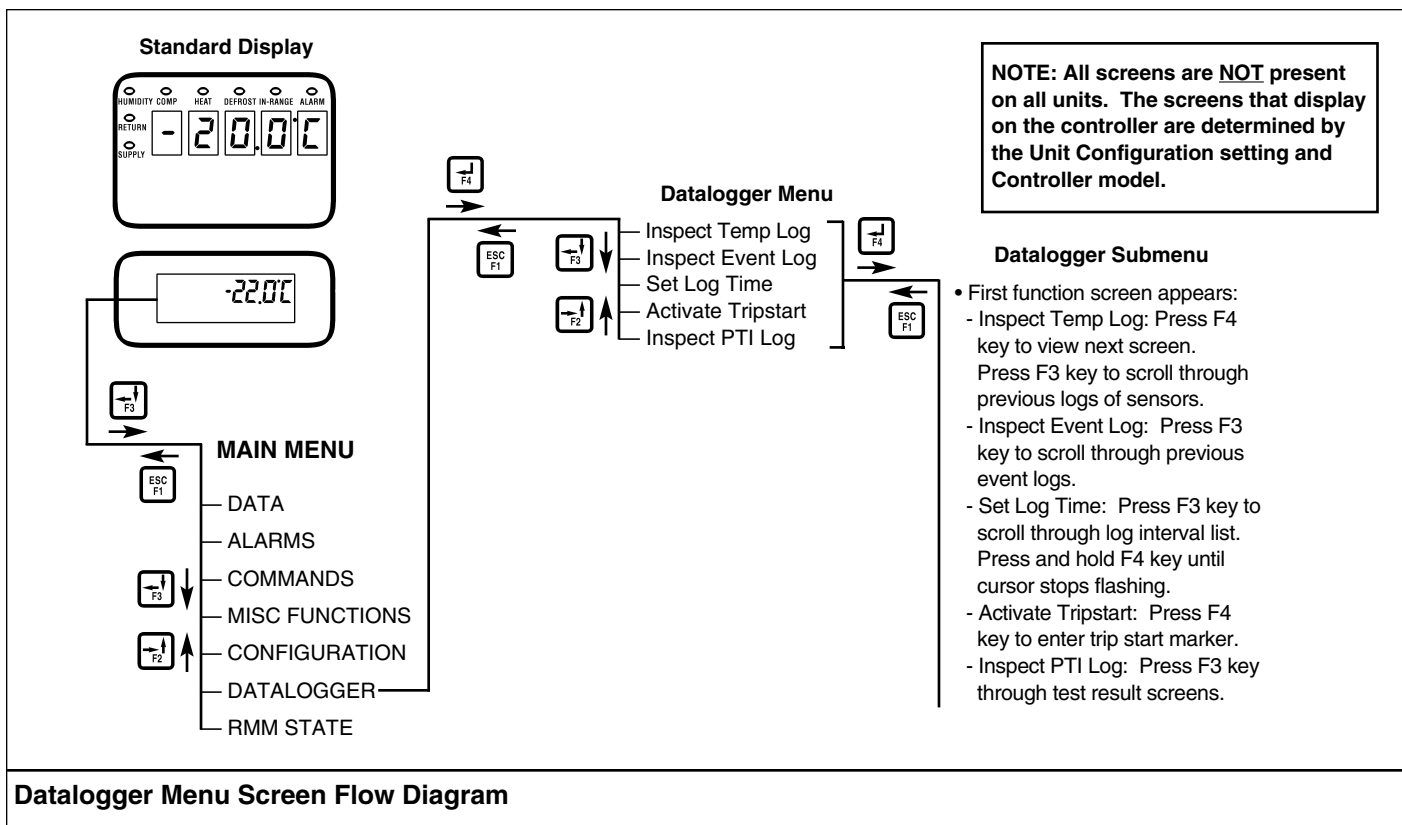 Standard Display
HUMIDITY COMP HEAT DEFROST IN-RANGE ALARM
RETURN
SUPPLY
-20.0°C
-22.0°C
F3
ESC
F1
MAIN MENU
DATA
ALARMS
COMMANDS
MISC FUNCTIONS
CONFIGURATION
DATALOGGER
RMM STATE
F3
F2
F4
ESC
F1
Datalogger Menu
Inspect Temp Log
Inspect Event Log
Set Log Time
Activate Tripstart
Inspect PTI Log
F3
F2
F4
ESC
F1
NOTE: All screens are NOT present
on all units. The screens that display
on the controller are determined by
the Unit Configuration setting and
Controller model.
Datalogger Submenu
• First function screen appears:
- Inspect Temp Log: Press F4
key to view next screen.
Press F3 key to scroll through
previous logs of sensors.
- Inspect Event Log: Press F3
key to scroll through previous
event logs.
- Set Log Time: Press F3 key to
scroll through log interval list.
Press and hold F4 key until
cursor stops flashing.
- Activate Tripstart: Press F4
key to enter trip start marker.
- Inspect PTI Log: Press F3 key
through test result screens.
Datalogger Menu Screen Flow Diagram